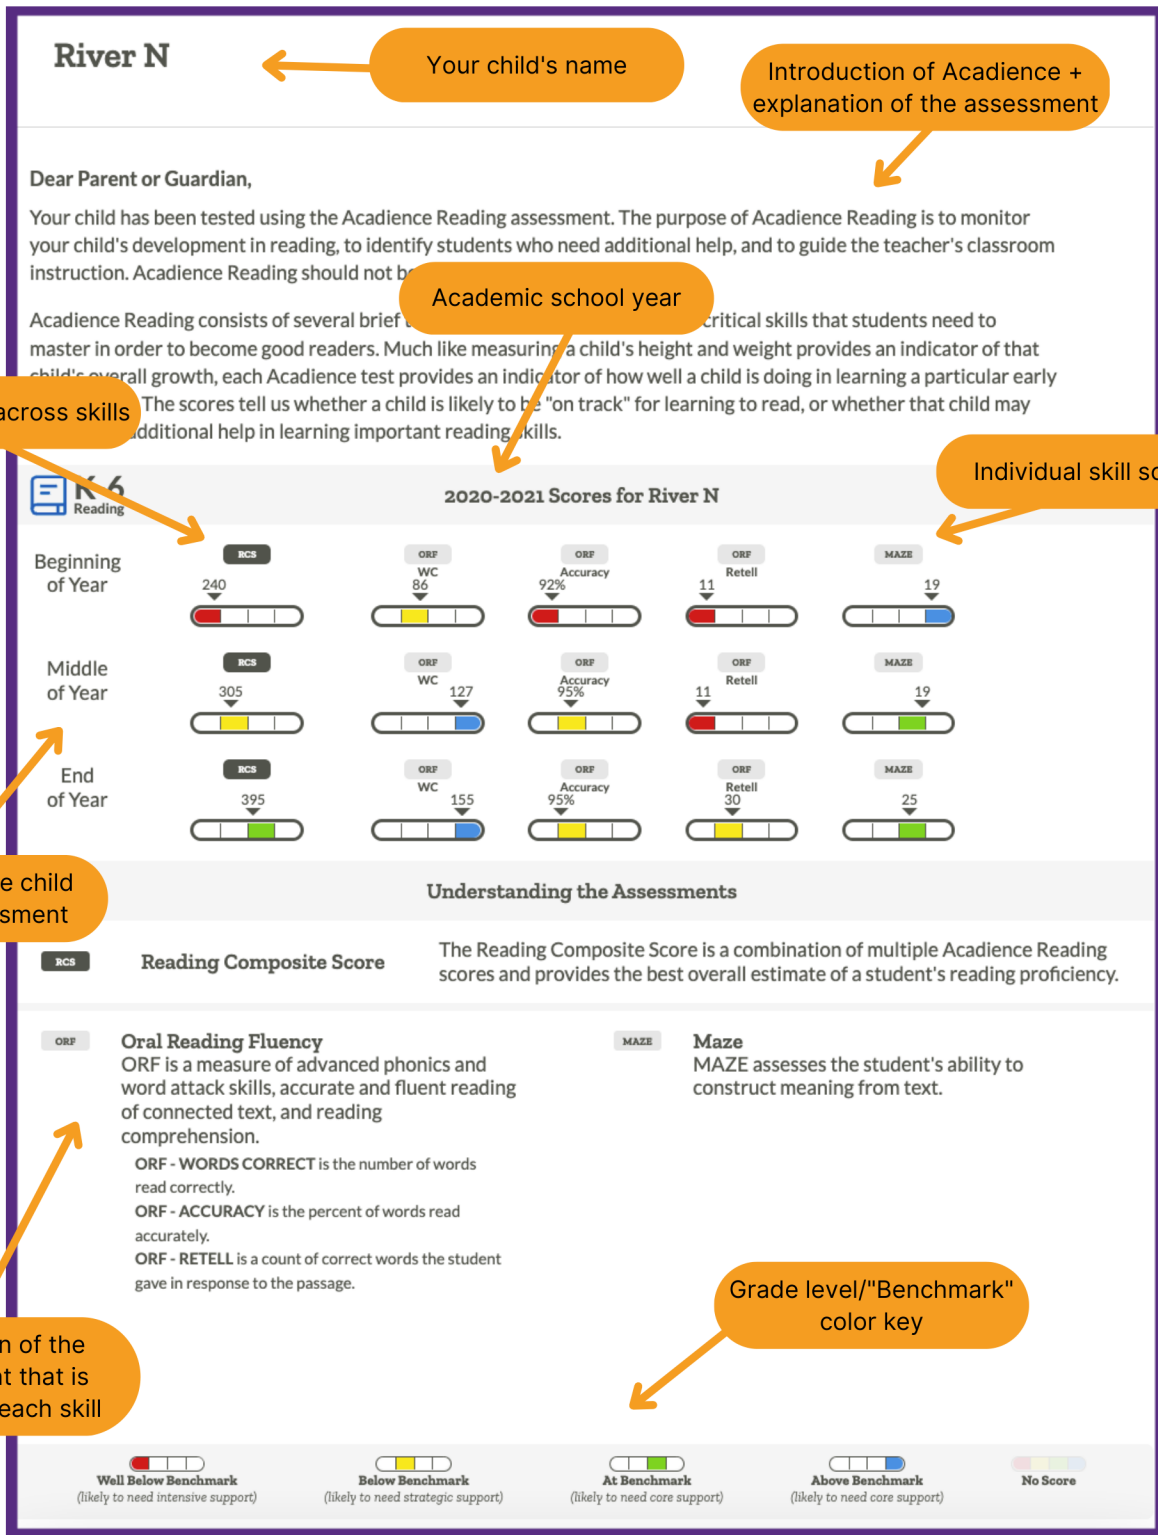 River N
Your child's name
Introduction of Acadience +
explanation of the assessment
Dear Parent or Guardian,
Your child has been tested using the Acadience Reading assessment. The purpose of Acadience Reading is to monitor
your child's development in reading, to identify students who need additional help, and to guide the teacher's classroom
instruction. Acadience Reading should not
Academic school year
Acadience Reading consists of several brief critical skills that students need to
master in order to become good readers. Much like measuring a child's height and weight provides an indicator of that
child's overall growth, each Acadience test provides an indicator of how well a child is doing in learning a particular early
across skills
The scores tell us whether a child is likely to be "on track" for learning to read, or whether that child may
additional help in learning important reading skills.
Individual skill
K-6
Reading
2020-2021 Scores for River N
Beginning
of Year
RCS
240
ORF
WC
86
ORF
Accuracy
92%
ORF
Retell
11
MAZE
19
Middle
of Year
RCS
305
ORF
WC
127
ORF
Accuracy
95%
ORF
Retell
11
MAZE
19
End
of Year
RCS
395
ORF
WC
155
ORF
Accuracy
95%
ORF
Retell
30
MAZE
25
child
Understanding the Assessments
RCS
Reading Composite Score
The Reading Composite Score is a combination of multiple Acadience Reading
scores and provides the best overall estimate of a student's reading proficiency.
ORF
Oral Reading Fluency
ORF is a measure of advanced phonics and
word attack skills, accurate and fluent reading
of connected text, and reading
comprehension.
ORF - WORDS CORRECT is the number of words
read correctly.
ORF - ACCURACY is the percent of words read
accurately.
ORF - RETELL is a count of correct words the student
gave in response to the passage.
MAZE
Maze
MAZE assesses the student's ability to
construct meaning from text.
Grade level/"Benchmark"
color key
of the
that is
each skill
Well Below Benchmark
(likely to need intensive support)
Below Benchmark
(likely to need strategic support)
At Benchmark
(likely to need core support)
Above Benchmark
(likely to need core support)
No Score